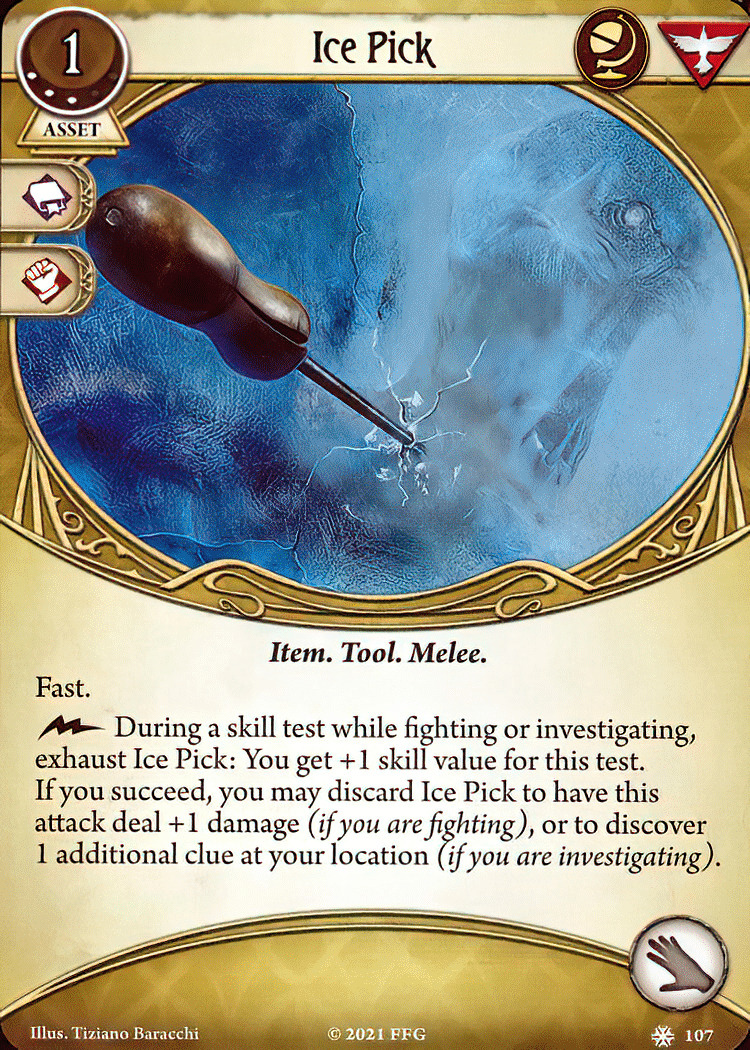 1
Ice Pick
ASSET
Item. Tool. Melee.
Fast.
During a skill test while fighting or investigating,
exhaust Ice Pick: You get +1 skill value for this test.
If you succeed, you may discard Ice Pick to have this
attack deal +1 damage (if you are fighting), or to discover
1 additional clue at your location (if you are investigating).
Illus. Tiziano Baracchi
© 2021 FFG
107